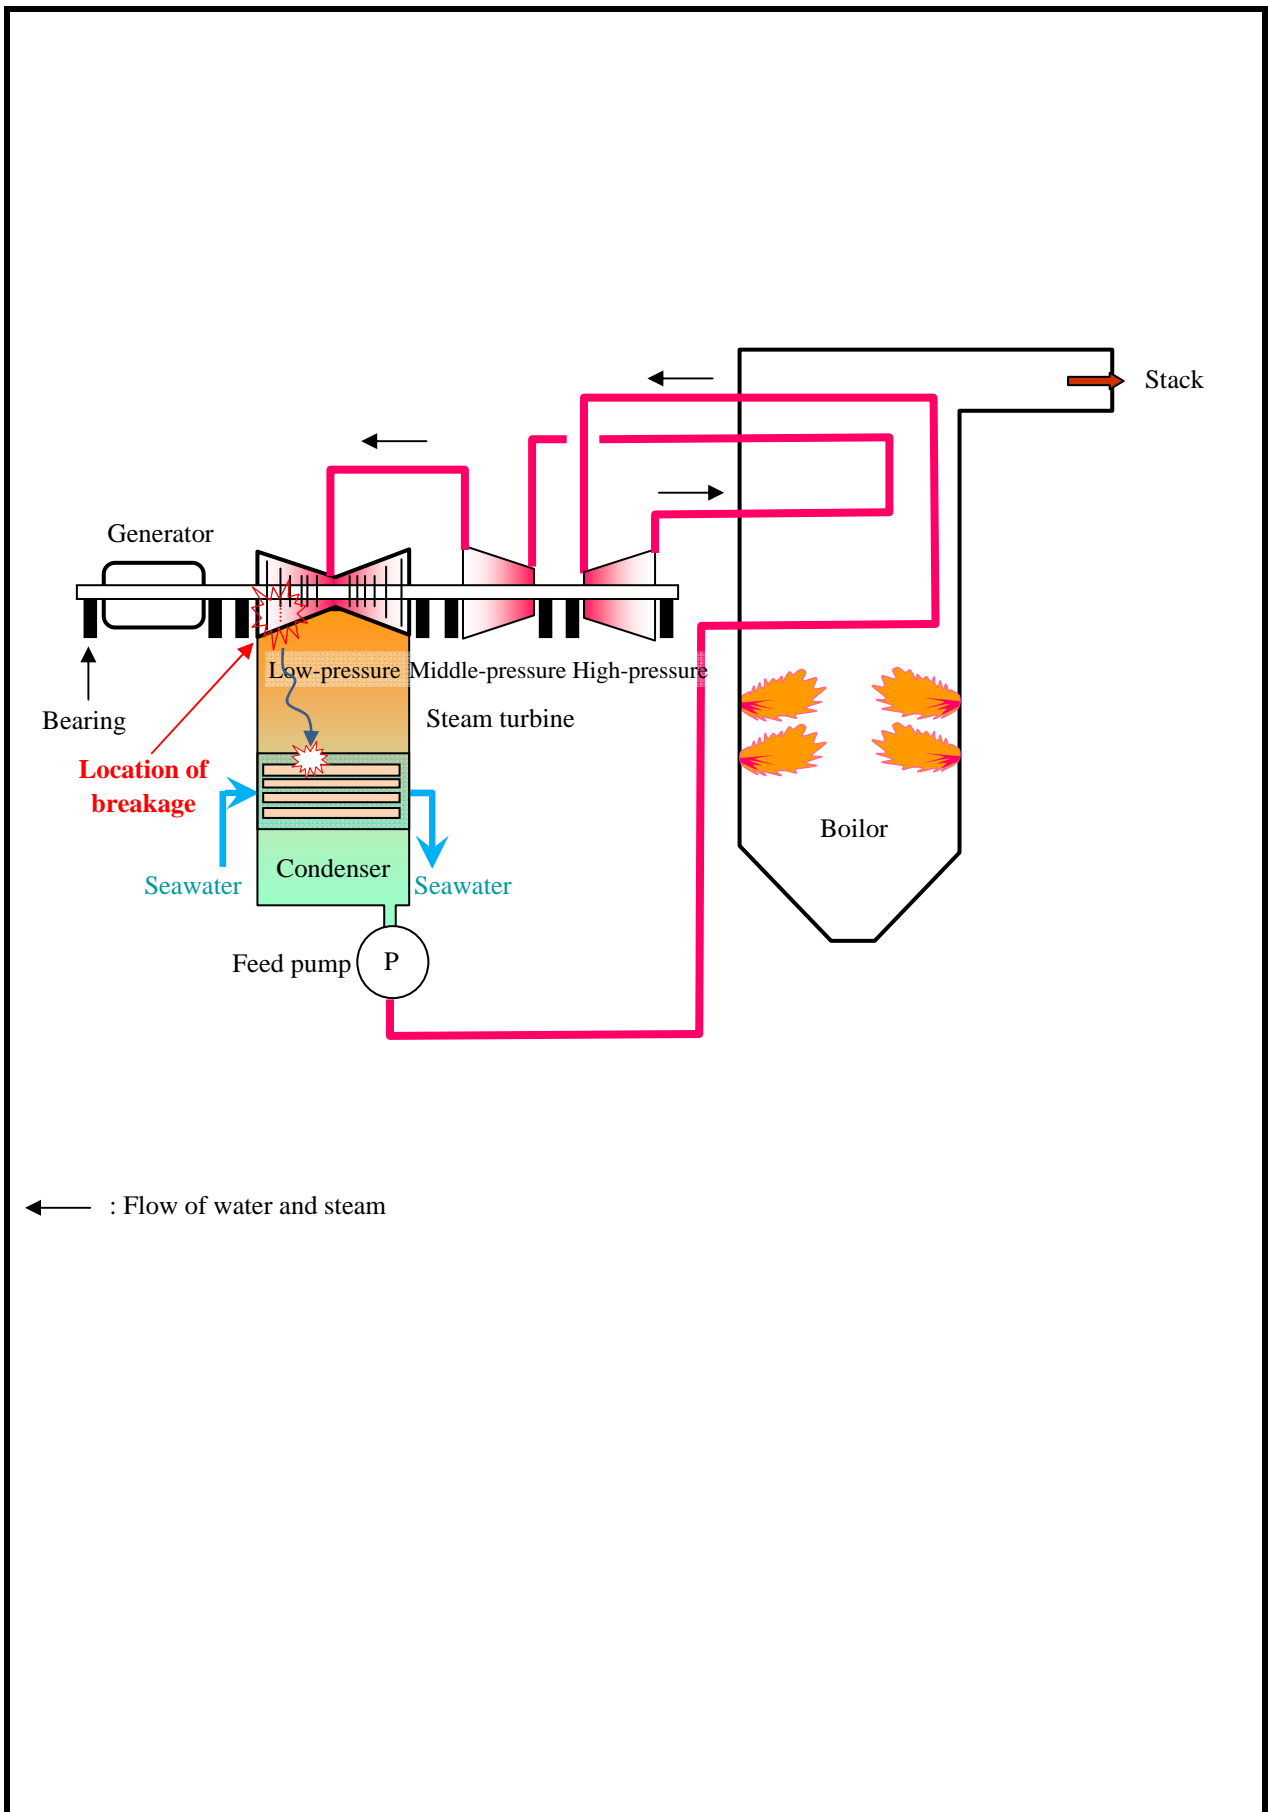 Stack
Generator
Low-pressure Middle-pressure High-pressure
Bearing
Steam turbine
Location of
breakage
Boilor
Condenser
Seawater
Seawater
Feed pump
P
: Flow of water and steam